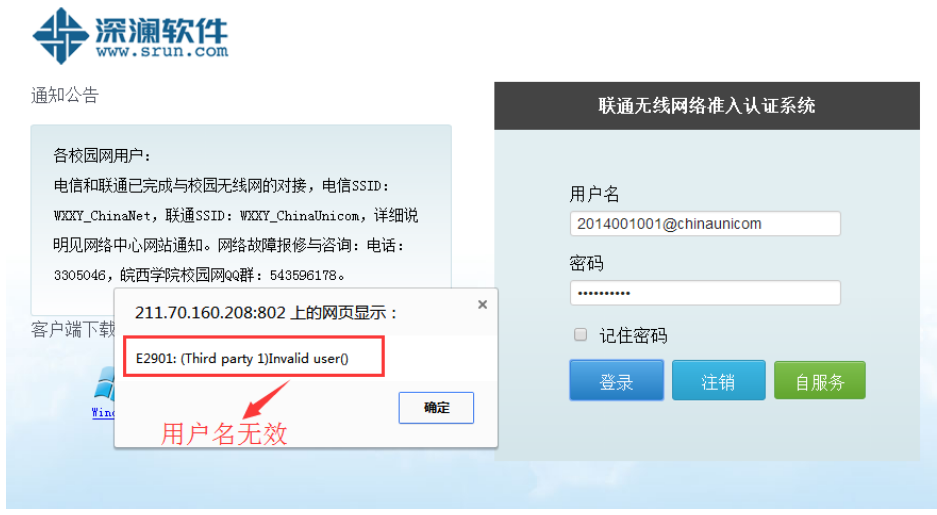 深澜软件
www.srun.com
通知公告
各校园网用户：
电信和联通已完成与校园无线网的对接，电信SSID：
WXXY_ChinaNet，联通SSID：WXXY_ChinaUnicom，详细说
明见网络中心网站通知。网络故障报修与咨询：电话：
3305046，皖西学院校园网QQ群：543596178。
客户端下载
Wind
211.70.160.208:802 上的网页显示：
×
E2901: (Third party 1)Invalid user()
确定
用户名无效
联通无线网络准入认证系统
用户名
2014001001@chinaunicom
密码
••••••••••
记住密码
登录
注销
自服务